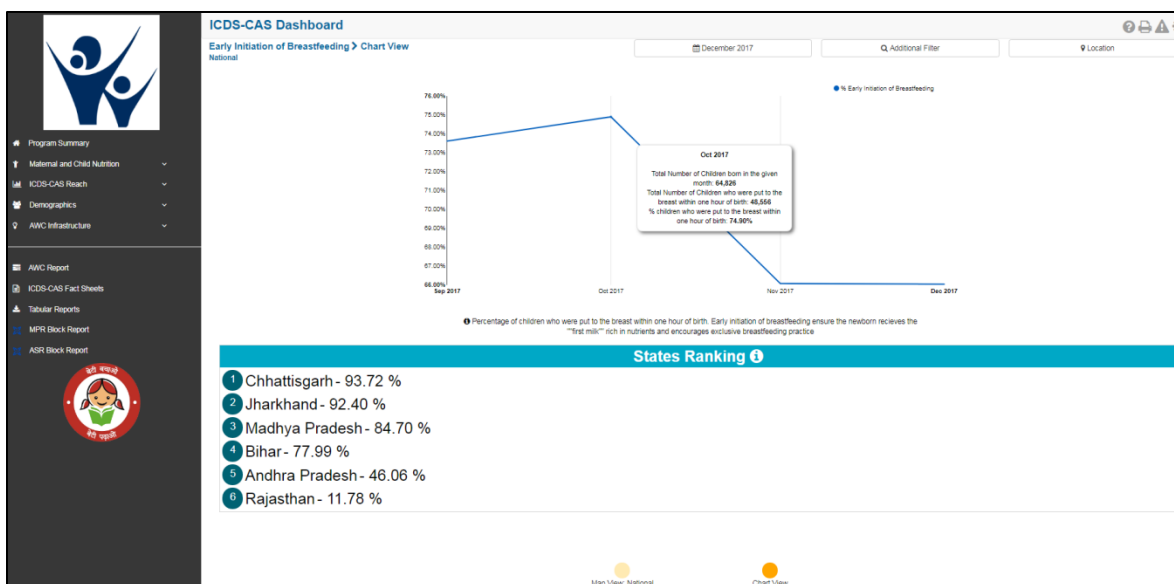 ICDS-CAS Dashboard
Early Initiation of Breastfeeding > Chart View
National
December 2017
Additional Filter
Location
Program Summary
Maternal and Child Nutrition
ICDS-CAS Reach
Demographics
AWC Infrastructure
AWC Report
ICDS-CAS Fact Sheets
Tabular Reports
MPR Block Report
ASR Block Report
बेटी बचाओ
बेटी पढ़ाओ
% Early Initiation of Breastfeeding
76.00%
75.00%
74.00%
73.00%
72.00%
71.00%
70.00%
69.00%
68.00%
67.00%
66.00%
Sep 2017
Oct 2017
Nov 2017
Dec 2017
Oct 2017
Total Number of Children born in the given
month: 64,826
Total Number of Children who were put to the
breast within one hour of birth: 48,556
% children who were put to the breast within
one hour of birth: 74.90%
Percentage of children who were put to the breast within one hour of birth. Early initiation of breastfeeding ensure the newborn recieves the
""first milk"" rich in nutrients and encourages exclusive breastfeeding practice
States Ranking
1 Chhattisgarh - 93.72 %
2 Jharkhand - 92.40 %
3 Madhya Pradesh - 84.70 %
4 Bihar - 77.99 %
5 Andhra Pradesh - 46.06 %
6 Rajasthan - 11.78 %
Map View: National
Chart View